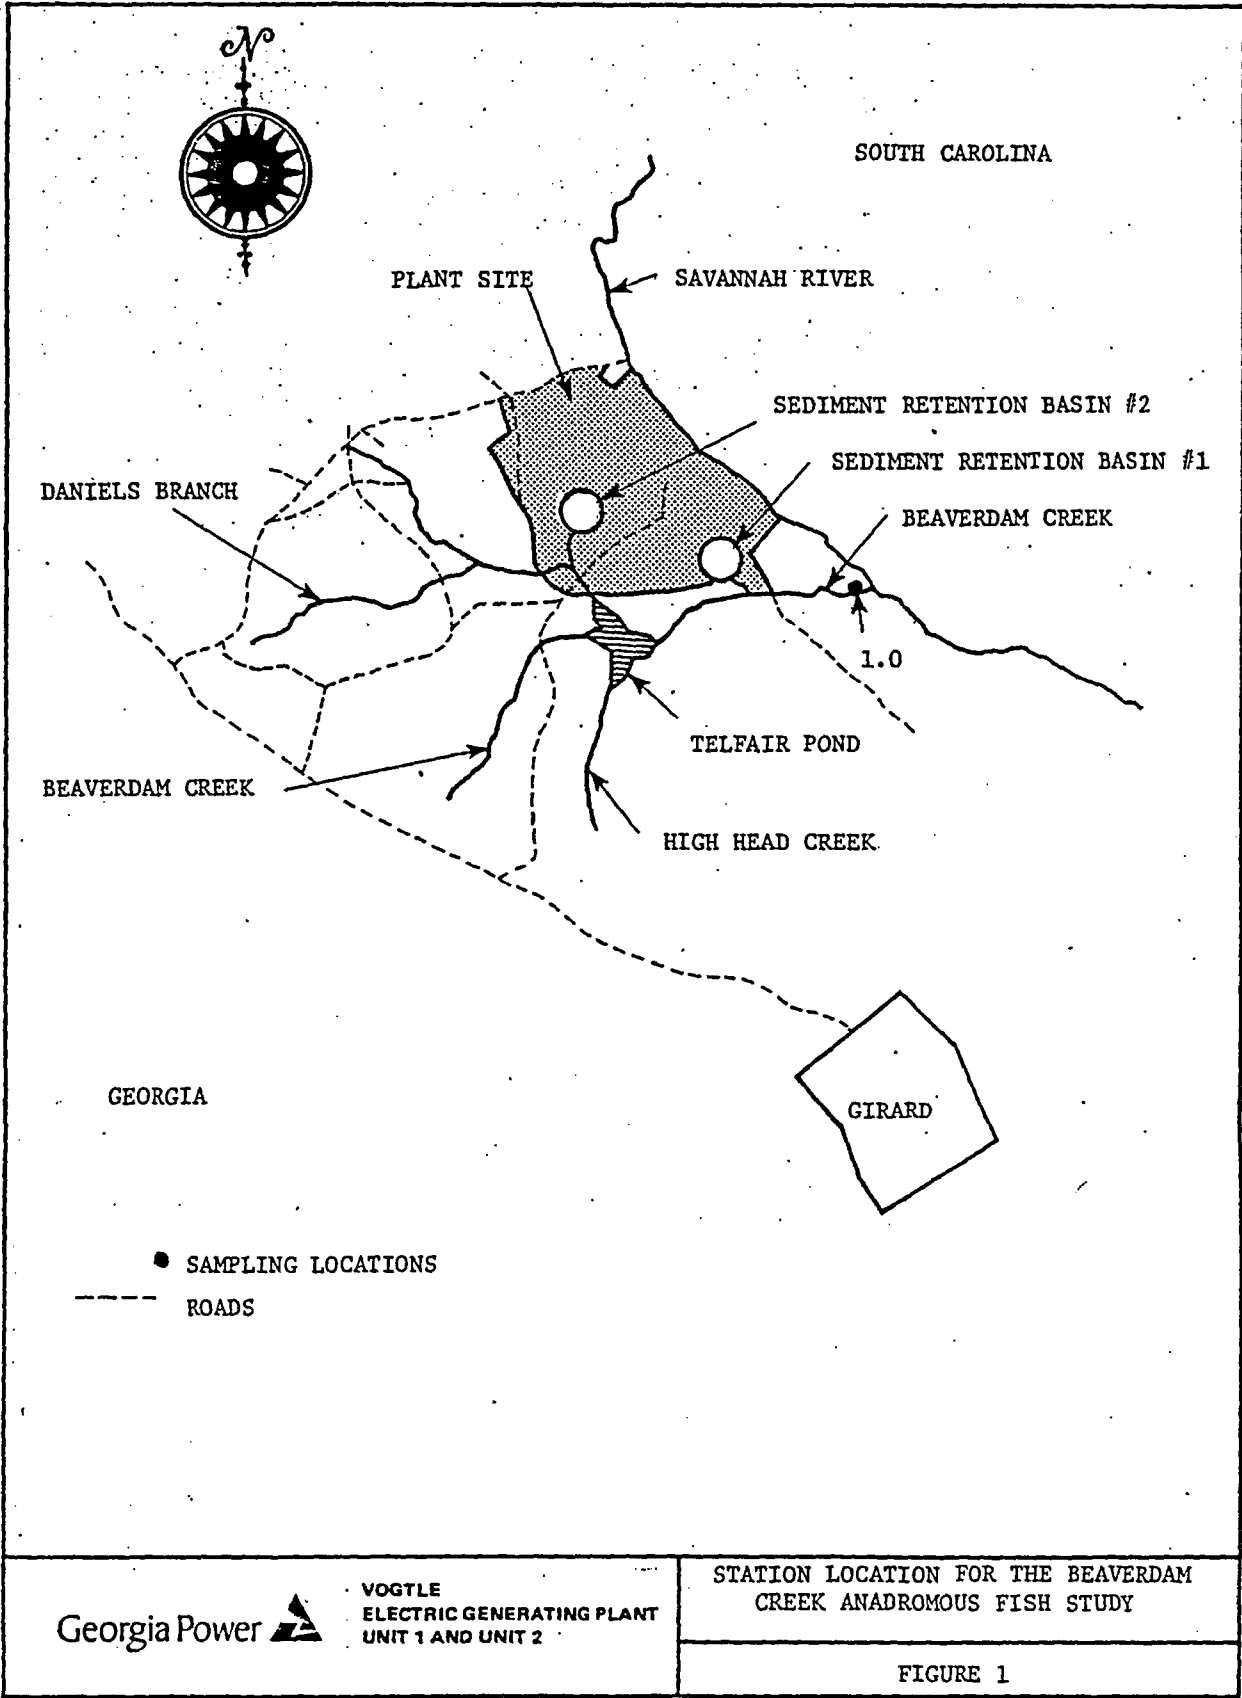 N
SOUTH CAROLINA
PLANT SITE
SAVANNAH RIVER
SEDIMENT RETENTION BASIN #2
SEDIMENT RETENTION BASIN #1
DANIELS BRANCH
BEAVERDAM CREEK
1.0
TELFAIR POND
BEAVERDAM CREEK
HIGH HEAD CREEK
GEORGIA
GIRARD
SAMPLING LOCATIONS
ROADS
Georgia Power
VOGTLE
ELECTRIC GENERATING PLANT
UNIT 1 AND UNIT 2
STATION LOCATION FOR THE BEAVERDAM
CREEK ANADROMOUS FISH STUDY
FIGURE 1